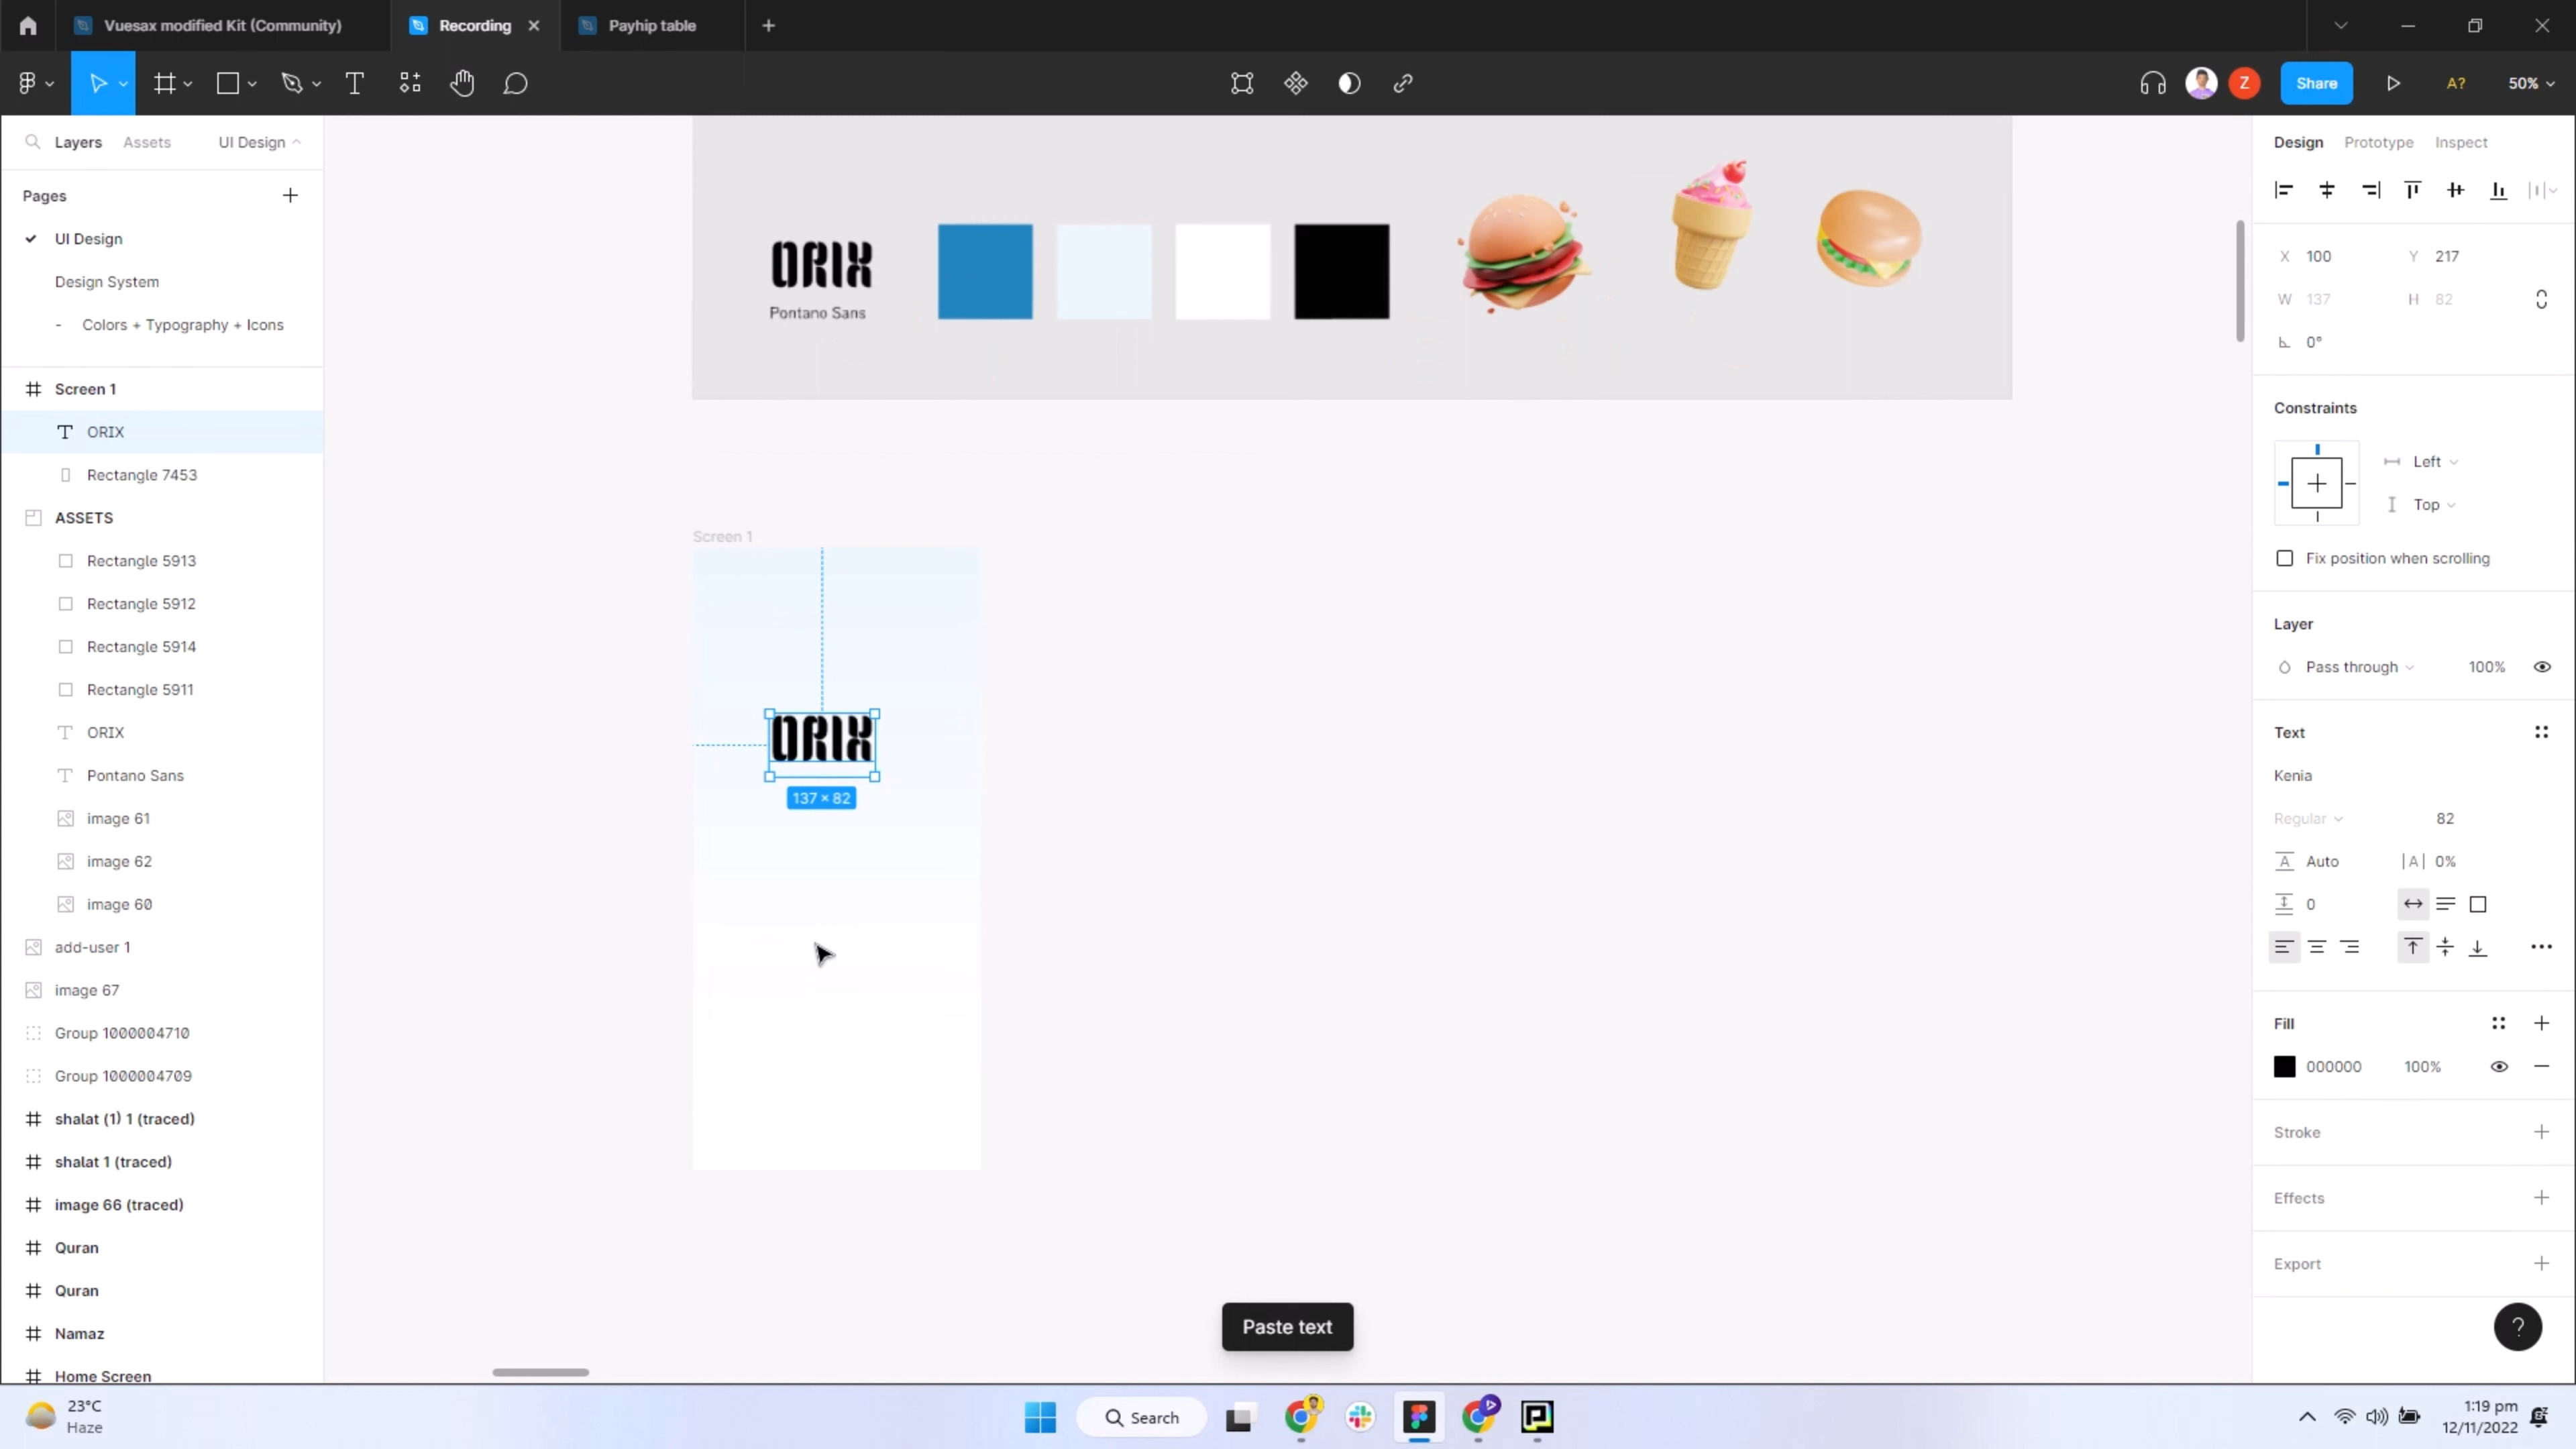 Vuesax modified Kit (Community)
Recording
Payhip table
Z
Share
A?
50%
Layers
Assets
UI Design
Pages
UI Design
Design System
- Colors + Typography + Icons
Screen 1
ORIX
Rectangle 7453
ASSETS
Rectangle 5913
Rectangle 5912
Rectangle 5914
Rectangle 5911
ORIX
Pontano Sans
image 61
image 62
image 60
add-user 1
image 67
Group 1000004710
Group 1000004709
shalat (1) 1 (traced)
shalat 1 (traced)
image 66 (traced)
Quran
Quran
Namaz
Home Screen
ORIX
Pontano Sans
Screen 1
ORIX
137 × 82
Paste text
Design
Prototype
Inspect
X 100
Y 217
W 137
H 82
0°
Constraints
Left
Top
Fix position when scrolling
Layer
Pass through
100%
Text
Kenia
Regular
82
Auto
|A| 0%
0
Fill
000000
100%
Stroke
Effects
Export
?
23°C
Haze
Search
1:19 pm
12/11/2022